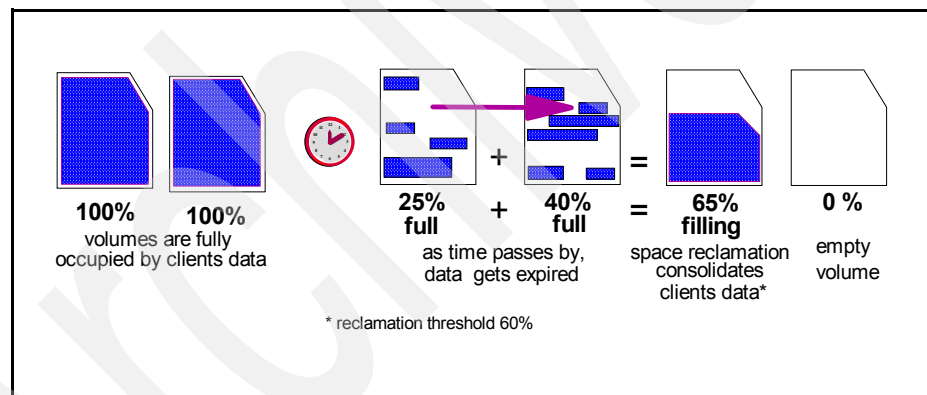 100%
100%
volumes are fully
occupied by clients data
25%
full
+
+
40%
full
as time passes by,
data gets expired
=
=
65%
filling
space reclamation
consolidates
clients data*
0 %
empty
volume
* reclamation threshold 60%